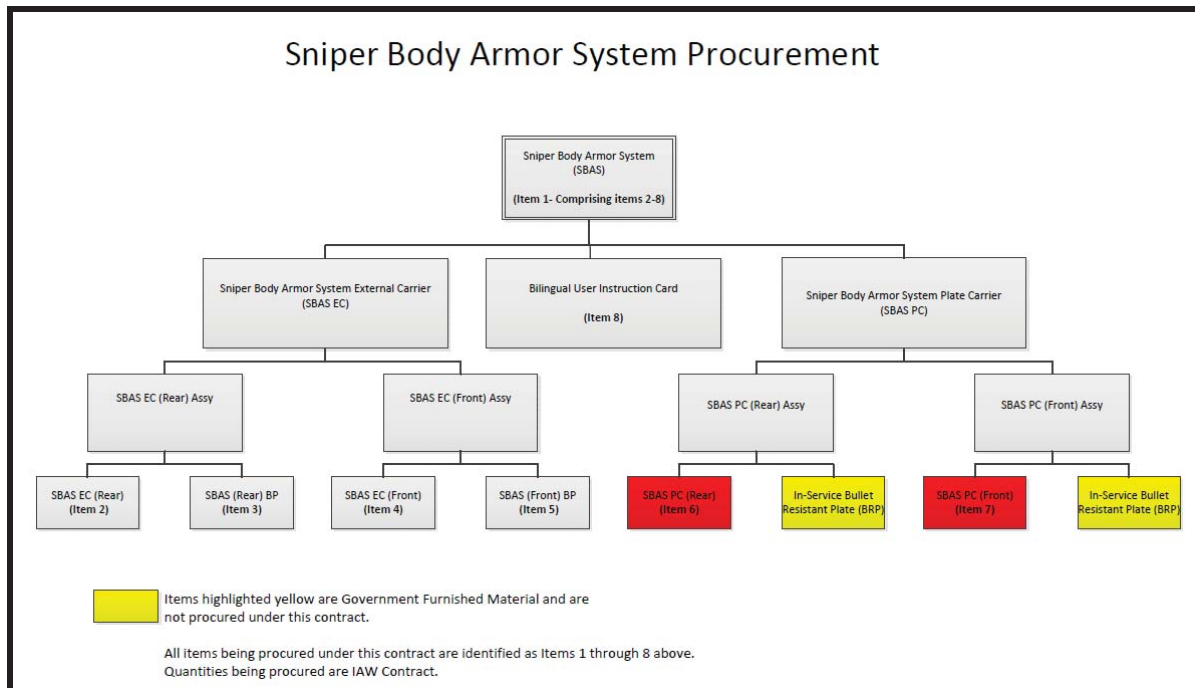 Sniper Body Armor System Procurement
Sniper Body Armor System
(SBAS)
(Item 1- Comprising items 2-8)
Sniper Body Armor System External Carrier
(SBAS EC)
Bilingual User Instruction Card
(Item 8)
Sniper Body Armor System Plate Carrier
(SBAS PC)
SBAS EC (Rear) Assy
SBAS EC (Front) Assy
SBAS PC (Rear) Assy
SBAS PC (Front) Assy
SBAS EC (Rear)
(Item 2)
SBAS (Rear) BP
(Item 3)
SBAS EC (Front)
(Item 4)
SBAS (Front) BP
(Item 5)
SBAS PC (Rear)
(Item 6)
In-Service Bullet
Resistant Plate (BRP)
SBAS PC (Front)
(Item 7)
In-Service Bullet
Resistant Plate (BRP)
Items highlighted yellow are Government Furnished Material and are
not procured under this contract.
All items being procured under this contract are identified as Items 1 through 8 above.
Quantities being procured are IAW Contract.